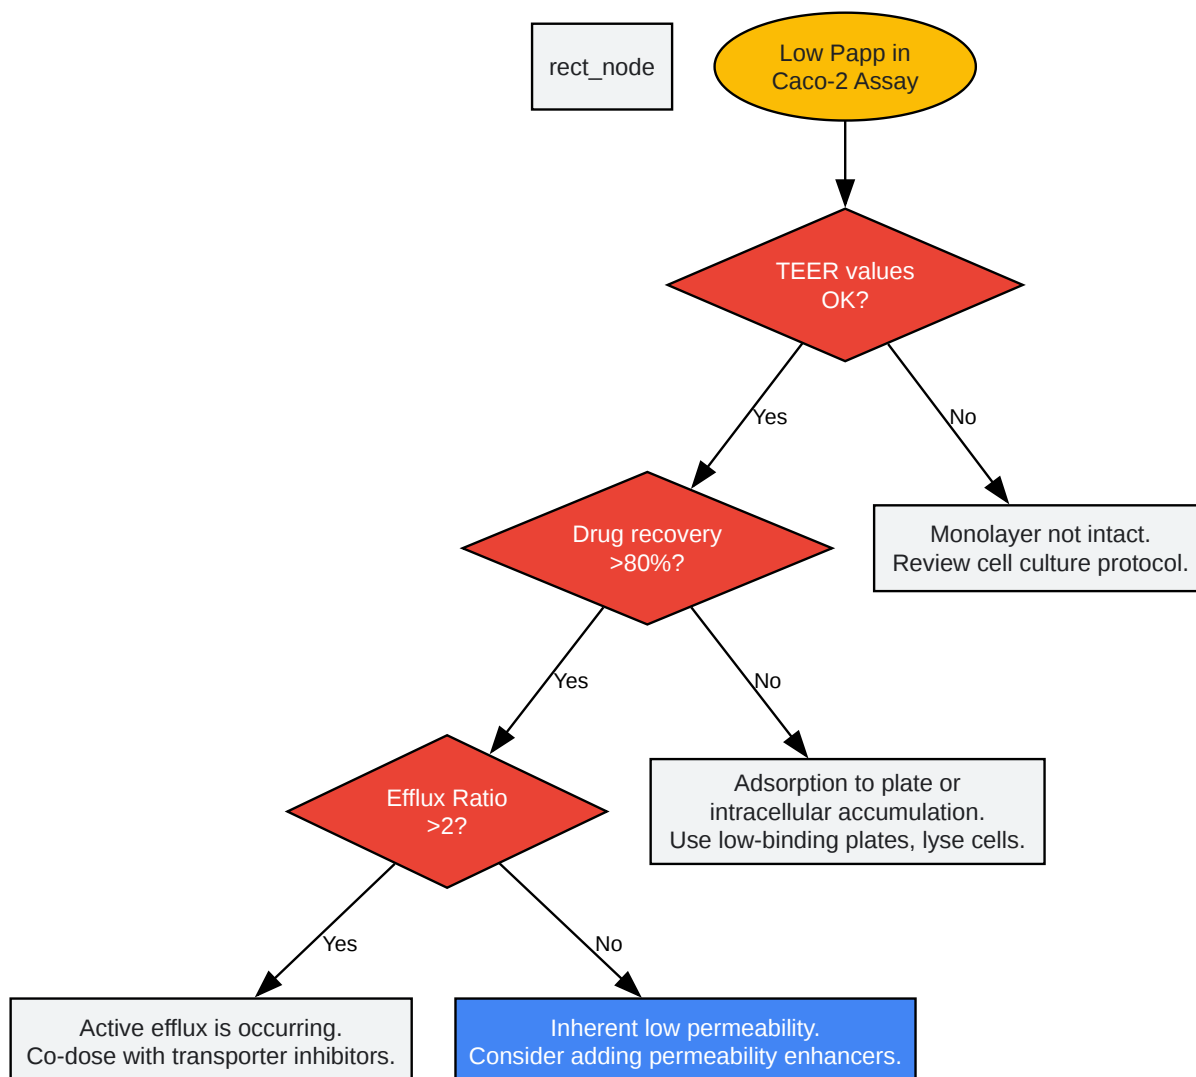 rect_node
Low Papp in
Caco-2 Assay
TEER values
OK?
Yes
No
Drug recovery
>80%?
Monolayer not intact.
Review cell culture protocol.
Yes
No
Efflux Ratio
>2?
Adsorption to plate or
intracellular accumulation.
Use low-binding plates, lyse cells.
Yes
No
Active efflux is occurring.
Co-dose with transporter inhibitors.
Inherent low permeability.
Consider adding permeability enhancers.